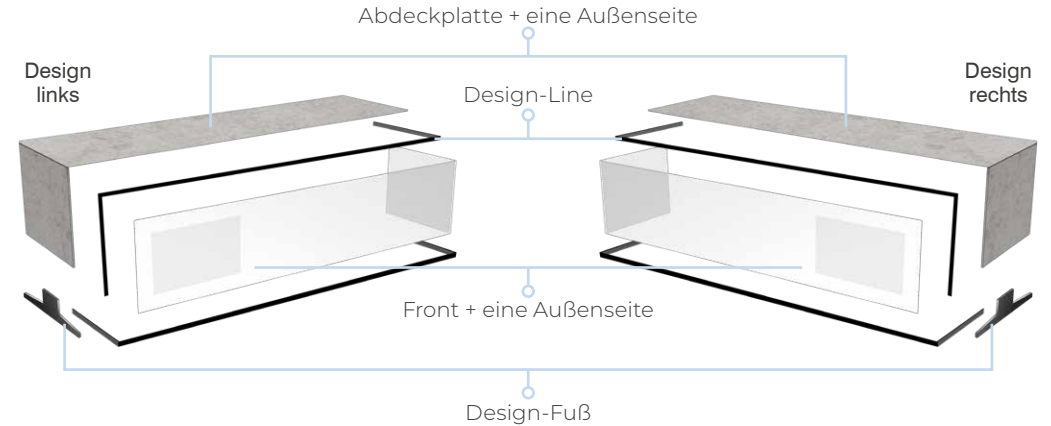 Abdeckplatte + eine Außenseite
Design
links
Design
rechts
Design-Line
Front + eine Außenseite
Design-Fuß